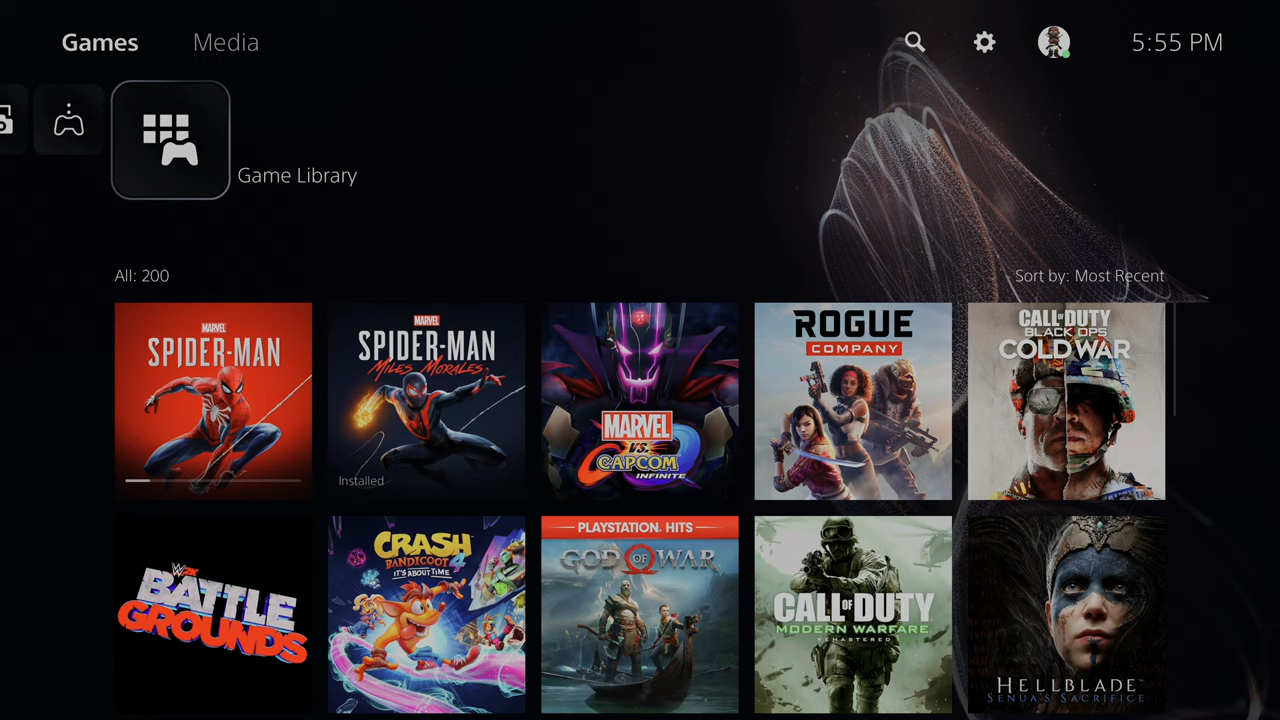 Games
Media
5:55 PM
Game Library
All: 200
Sort by: Most Recent
MARVEL
SPIDER-MAN
MARVEL
SPIDER-MAN
MILES MORALES
Installed
MARVEL
VS.
CAPCOM
INFINITE
ROGUE
COMPANY
CALL OF DUTY
BLACK OPS
COLD WAR
W2K
BATTLE
GROUNDS
CRASH
BANDICOOT 4
IT'S ABOUT TIME
PLAYSTATION HITS
GOD OF WAR
CALL OF DUTY
MODERN WARFARE
REMASTERED
HELLBLADE
SENUA'S SACRIFICE